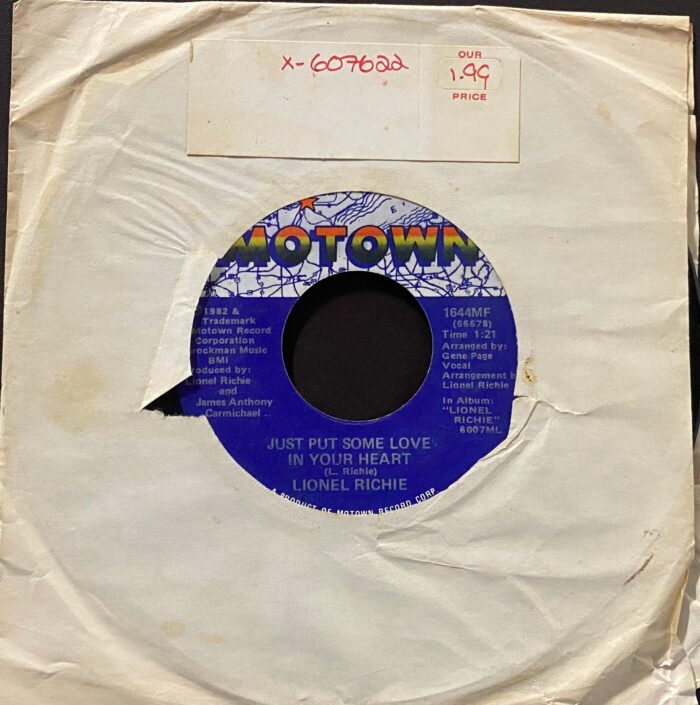 X-607622
OUR
1.99
PRICE
MOTOWN
1982 &
Trademark
Motown Record
Corporation
Brockman Music
BMI
Produced by:
Lionel Richie
and
James Anthony
Carmichael
1644MF
(66678)
Time 1:21
Arranged by:
Gene Page
Vocal
Arrangement b
Lionel Richie
In Album:
"LIONEL
RICHIE"
6007ML
JUST PUT SOME LOVE
IN YOUR HEART
(L. Richie)
LIONEL RICHIE
A PRODUCT OF MOTOWN RECORD CORP